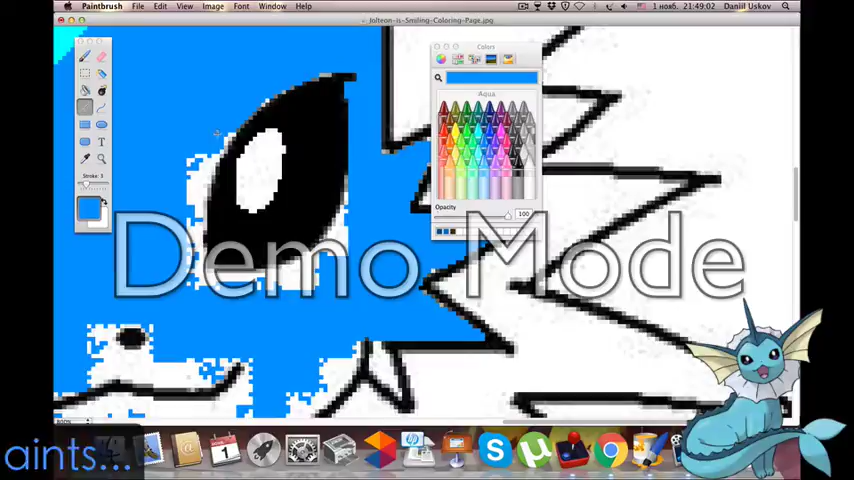 Paintbrush File Edit View Image Font Window Help 1 нояб. 21:49:02 Daniil Uskov
Jolteon-is-Smiling-Coloring-Page.jpg
Colors
Aqua
Stroke: 3
Opacity
100
Demo Mode
800%
aints...